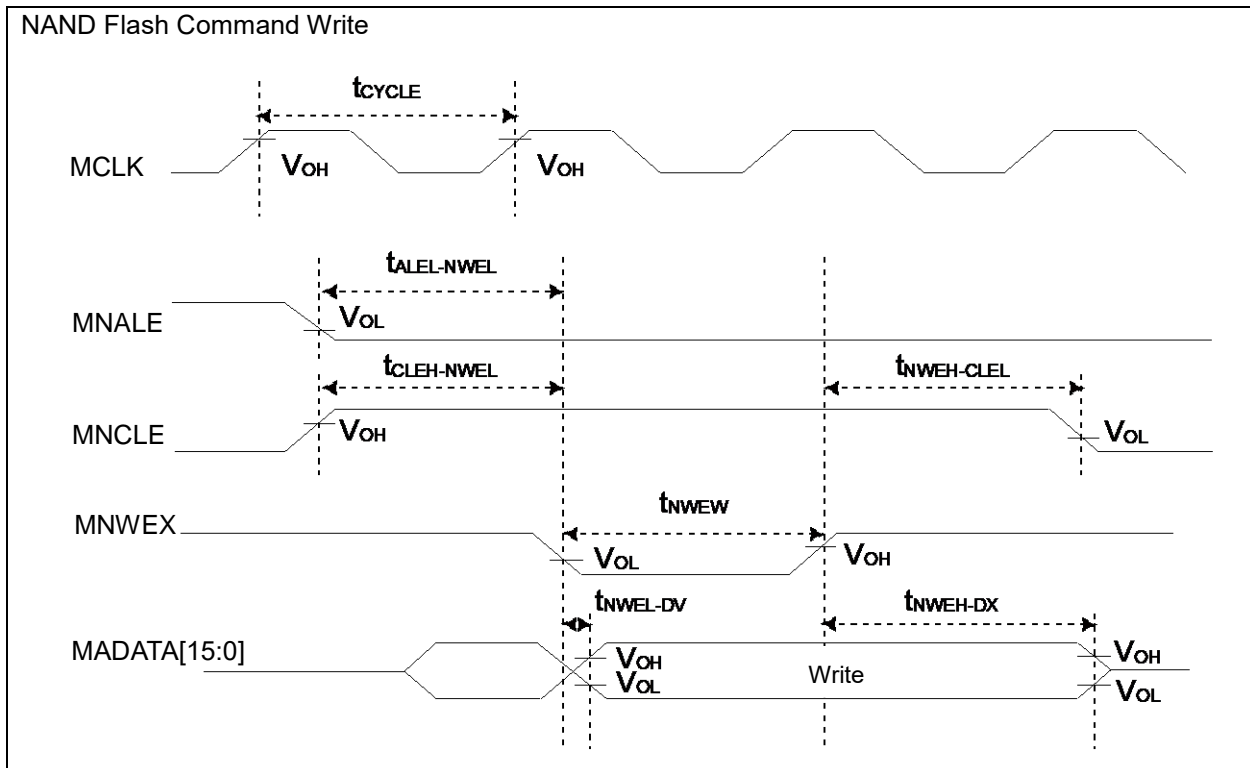 NAND Flash Command Write
tCYCLE
MCLK
VOH
VOH
tALEL-NWEL
MNALE
VOL
tCLEH-NWEL
tNWEH-CLEL
MNCLE
VOH
VOL
tNWEW
MNWEX
VOL
VOH
tNWEL-DV
tNWEH-DX
MADATA[15:0]
VOH
Write
VOH
VOL
VOL